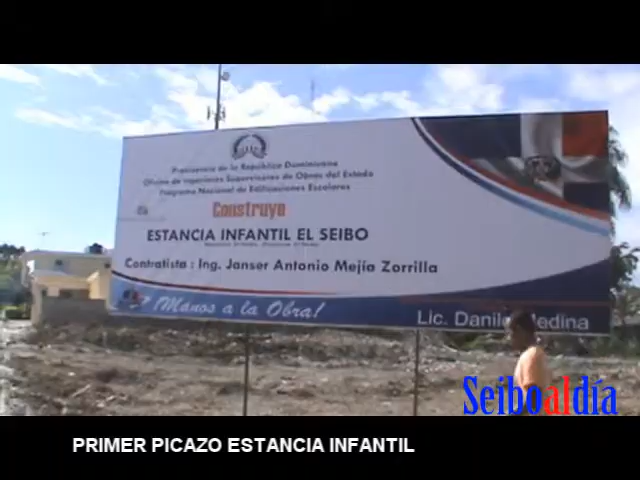 Presidencia de la República Dominicana
Oficina de Ingenieros Supervisores de Obras del Estado
Programa Nacional de Edificaciones Escolares
Construye
ESTANCIA INFANTIL EL SEIBO
Contratista : Ing. Janser Antonio Mejía Zorrilla
¡Manos a la Obra!
Lic. Danilo Medina
Seiboaldía
PRIMER PICAZO ESTANCIA INFANTIL